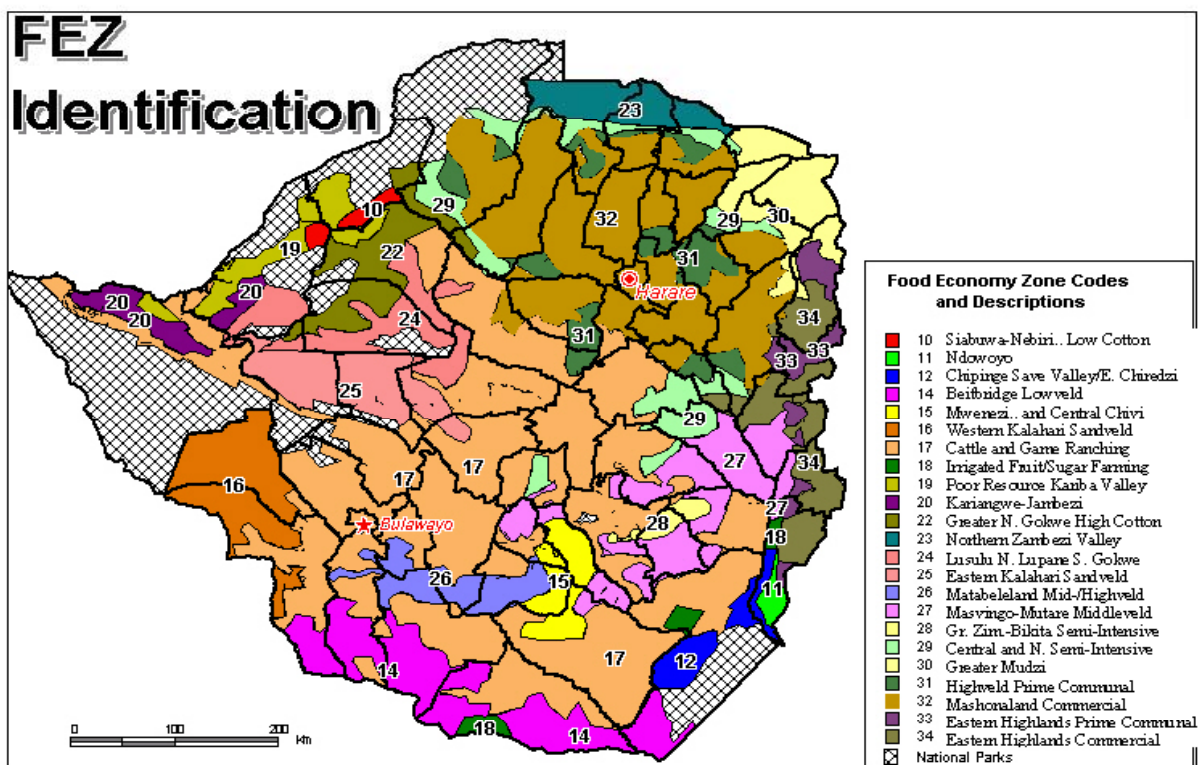 FEZ
Identification
23
10
29
32
29
30
19
22
31
20
20
20
Harare
24
34
31
33
33
25
29
17
17
27
34
16
Bulawayo
28
27
18
26
15
11
17
12
14
18
14
0 100 200
Km
Food Economy Zone Codes
and Descriptions
10 Siabuwa-Nebiri.. Low Cotton
11 Ndowoyo
12 Chipinge Save Valley/E. Chiredzi
14 Beitbridge Lowveld
15 Mwenezi.. and Central Chivi
16 Western Kalahari Sandveld
17 Cattle and Game Ranching
18 Irrigated Fruit/Sugar Farming
19 Poor Resource Kariba Valley
20 Kariangwe-Jambezi
22 Greater N. Gokwe High Cotton
23 Northern Zambezi Valley
24 Lusulu N. Lupane S. Gokwe
25 Eastern Kalahari Sandveld
26 Matabeleland Mid-/Highveld
27 Masvingo-Mutare Middleveld
28 Gr. Zim.-Bikita Semi-Intensive
29 Central and N. Semi-Intensive
30 Greater Mudzi
31 Highveld Prime Communal
32 Mashonaland Commercial
33 Eastern Highlands Prime Communal
34 Eastern Highlands Commercial
National Parks